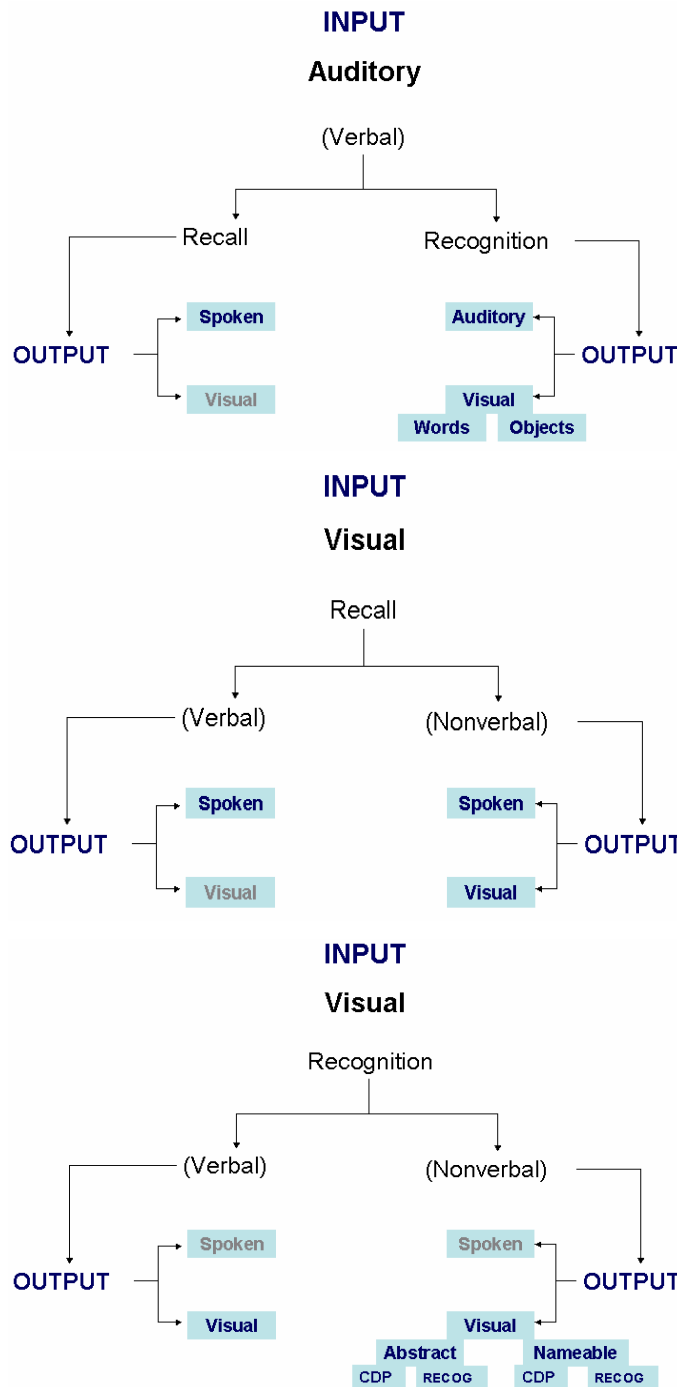 INPUT
Auditory
(Verbal)
Recall Recognition
Spoken Auditory
OUTPUT OUTPUT
Visual Visual
Words Objects
INPUT
Visual
Recall
(Verbal) (Nonverbal)
Spoken Spoken
OUTPUT OUTPUT
Visual Visual
INPUT
Visual
Recognition
(Verbal) (Nonverbal)
Spoken Spoken
OUTPUT OUTPUT
Visual Visual
Abstract Nameable
CDP RECOG CDP RECOG